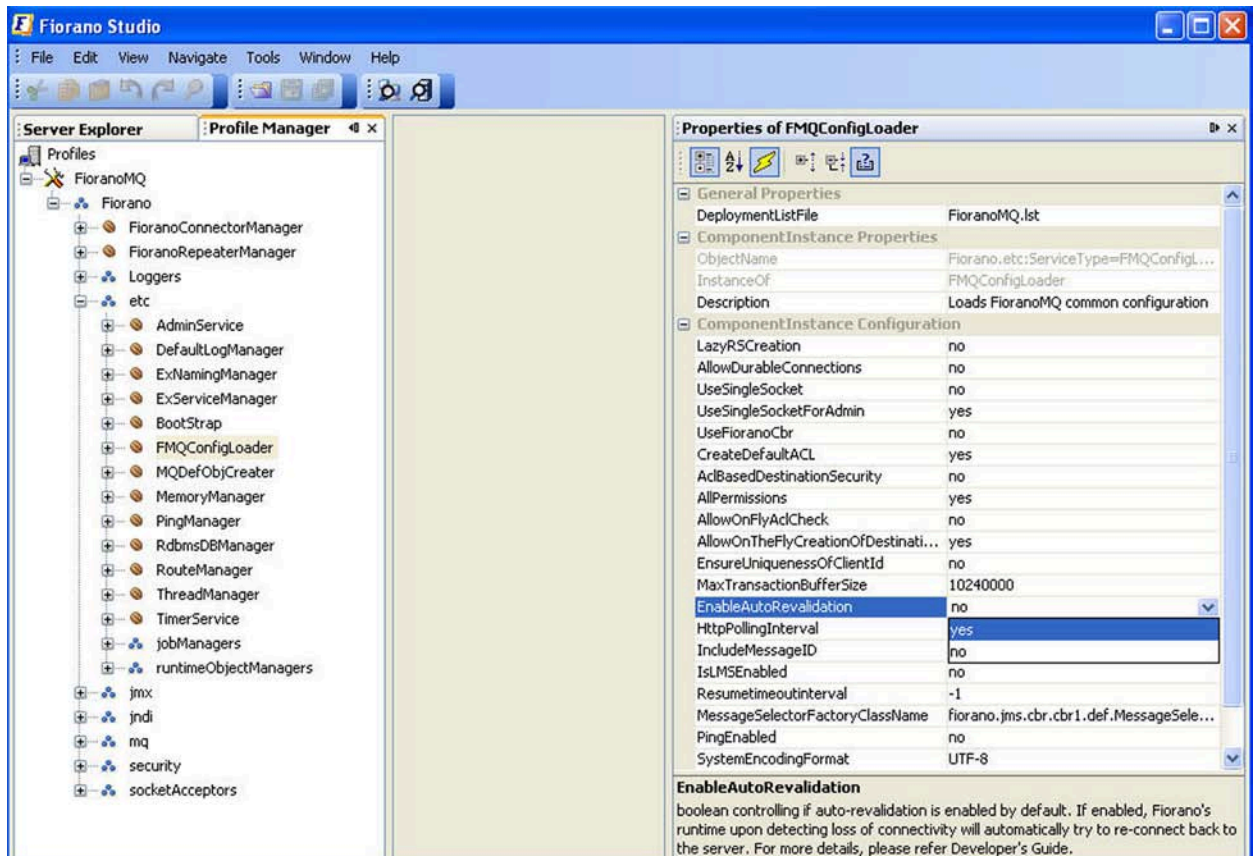 Fiorano Studio
File Edit View Navigate Tools Window Help
Server Explorer Profile Manager
Profiles
FioranoMQ
Fiorano
FioranoConnectorManager
FioranoRepeaterManager
Loggers
etc
AdminService
DefaultLogManager
ExNamingManager
ExServiceManager
BootStrap
FMQConfigLoader
MQDefObjCreater
MemoryManager
PingManager
RdbmsDBManager
RouteManager
ThreadManager
TimerService
jobManagers
runtimeObjectManagers
jmx
jndi
mq
security
socketAcceptors
Properties of FMQConfigLoader
General Properties
DeploymentListFile FioranoMQ.lst
ComponentInstance Properties
ObjectName Fiorano.etc:ServiceType=FMQConfigL...
InstanceOf FMQConfigLoader
Description Loads FioranoMQ common configuration
ComponentInstance Configuration
LazyRSCreation no
AllowDurableConnections no
UseSingleSocket no
UseSingleSocketForAdmin yes
UseFioranoCbr no
CreateDefaultACL yes
AclBasedDestinationSecurity no
AllPermissions yes
AllowOnFlyAclCheck no
AllowOnTheFlyCreationOfDestinati... yes
EnsureUniquenessOfClientId no
MaxTransactionBufferSize 10240000
EnableAutoRevalidation no
HttpPollingInterval yes
IncludeMessageID no
IsLMSEnabled no
Resumetimeoutinterval -1
MessageSelectorFactoryClassName fiorano.jms.cbr.cbr1.def.MessageSele...
PingEnabled no
SystemEncodingFormat UTF-8
EnableAutoRevalidation
boolean controlling if auto-revalidation is enabled by default. If enabled, Fiorano's
runtime upon detecting loss of connectivity will automatically try to re-connect back to
the server. For more details, please refer Developer's Guide.